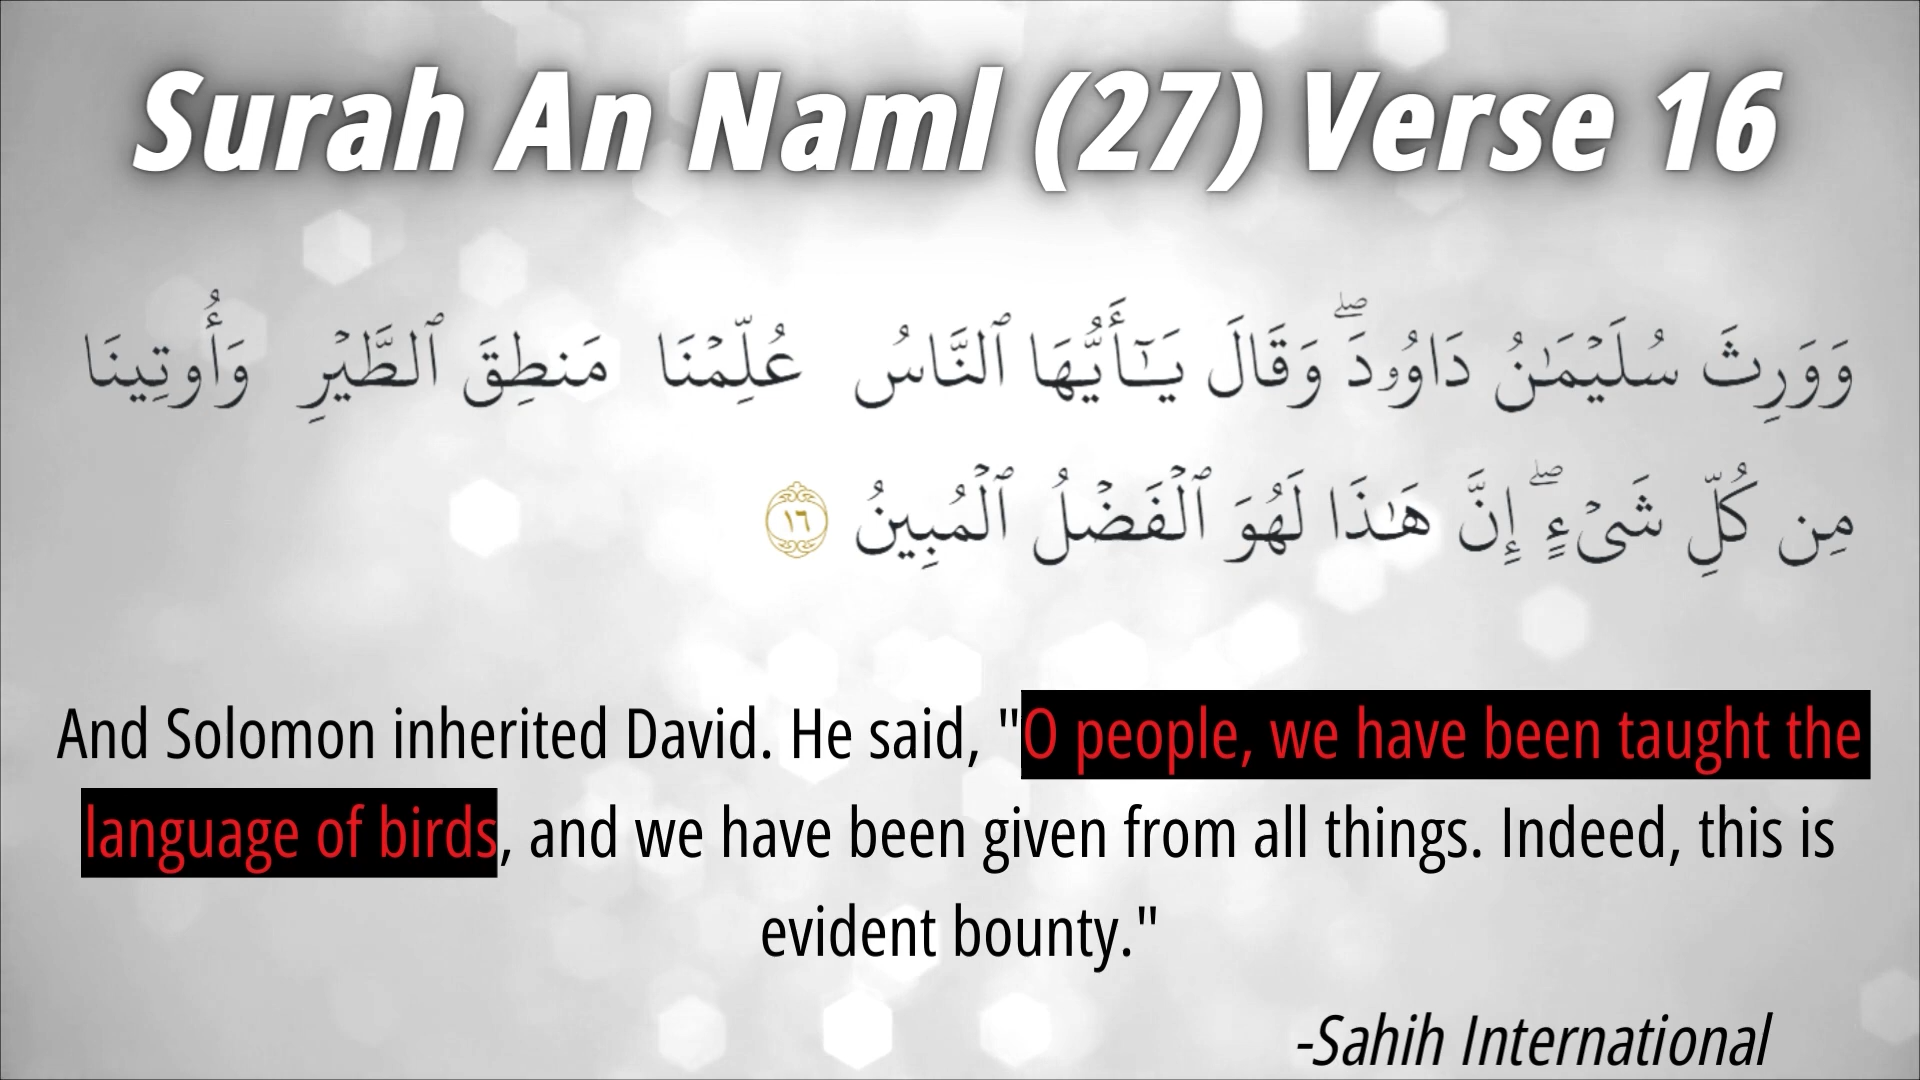 Surah An Naml (27) Verse 16
وَوَرِثَ سُلَيْمَـٰنُ دَاوُۥدَ ۖ وَقَالَ يَـٰٓأَيُّهَا ٱلنَّاسُ عُلِّمْنَا مَنطِقَ ٱلطَّيْرِ وَأُوتِينَا
مِن كُلِّ شَىْءٍ ۖ إِنَّ هَـٰذَا لَهُوَ ٱلْفَضْلُ ٱلْمُبِينُ ١٦
And Solomon inherited David. He said, "O people, we have been taught the
language of birds, and we have been given from all things. Indeed, this is
evident bounty."
-Sahih International